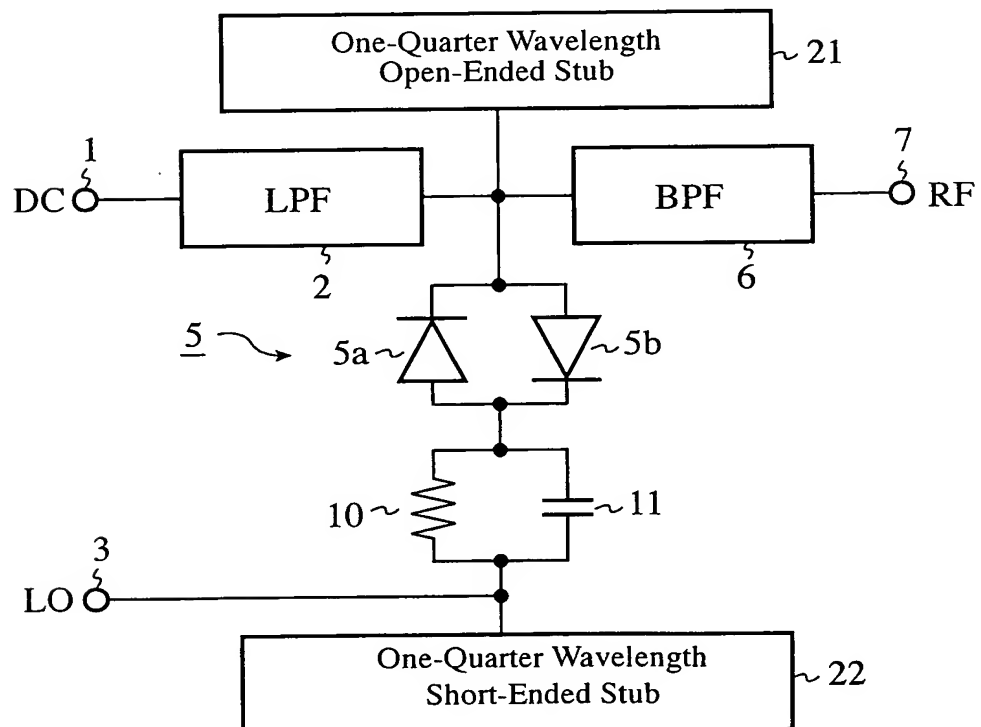 One-Quarter Wavelength
Open-Ended Stub
21
1
7
DC
LPF
BPF
RF
2
6
5
5a
5b
10
11
3
LO
One-Quarter Wavelength
Short-Ended Stub
22